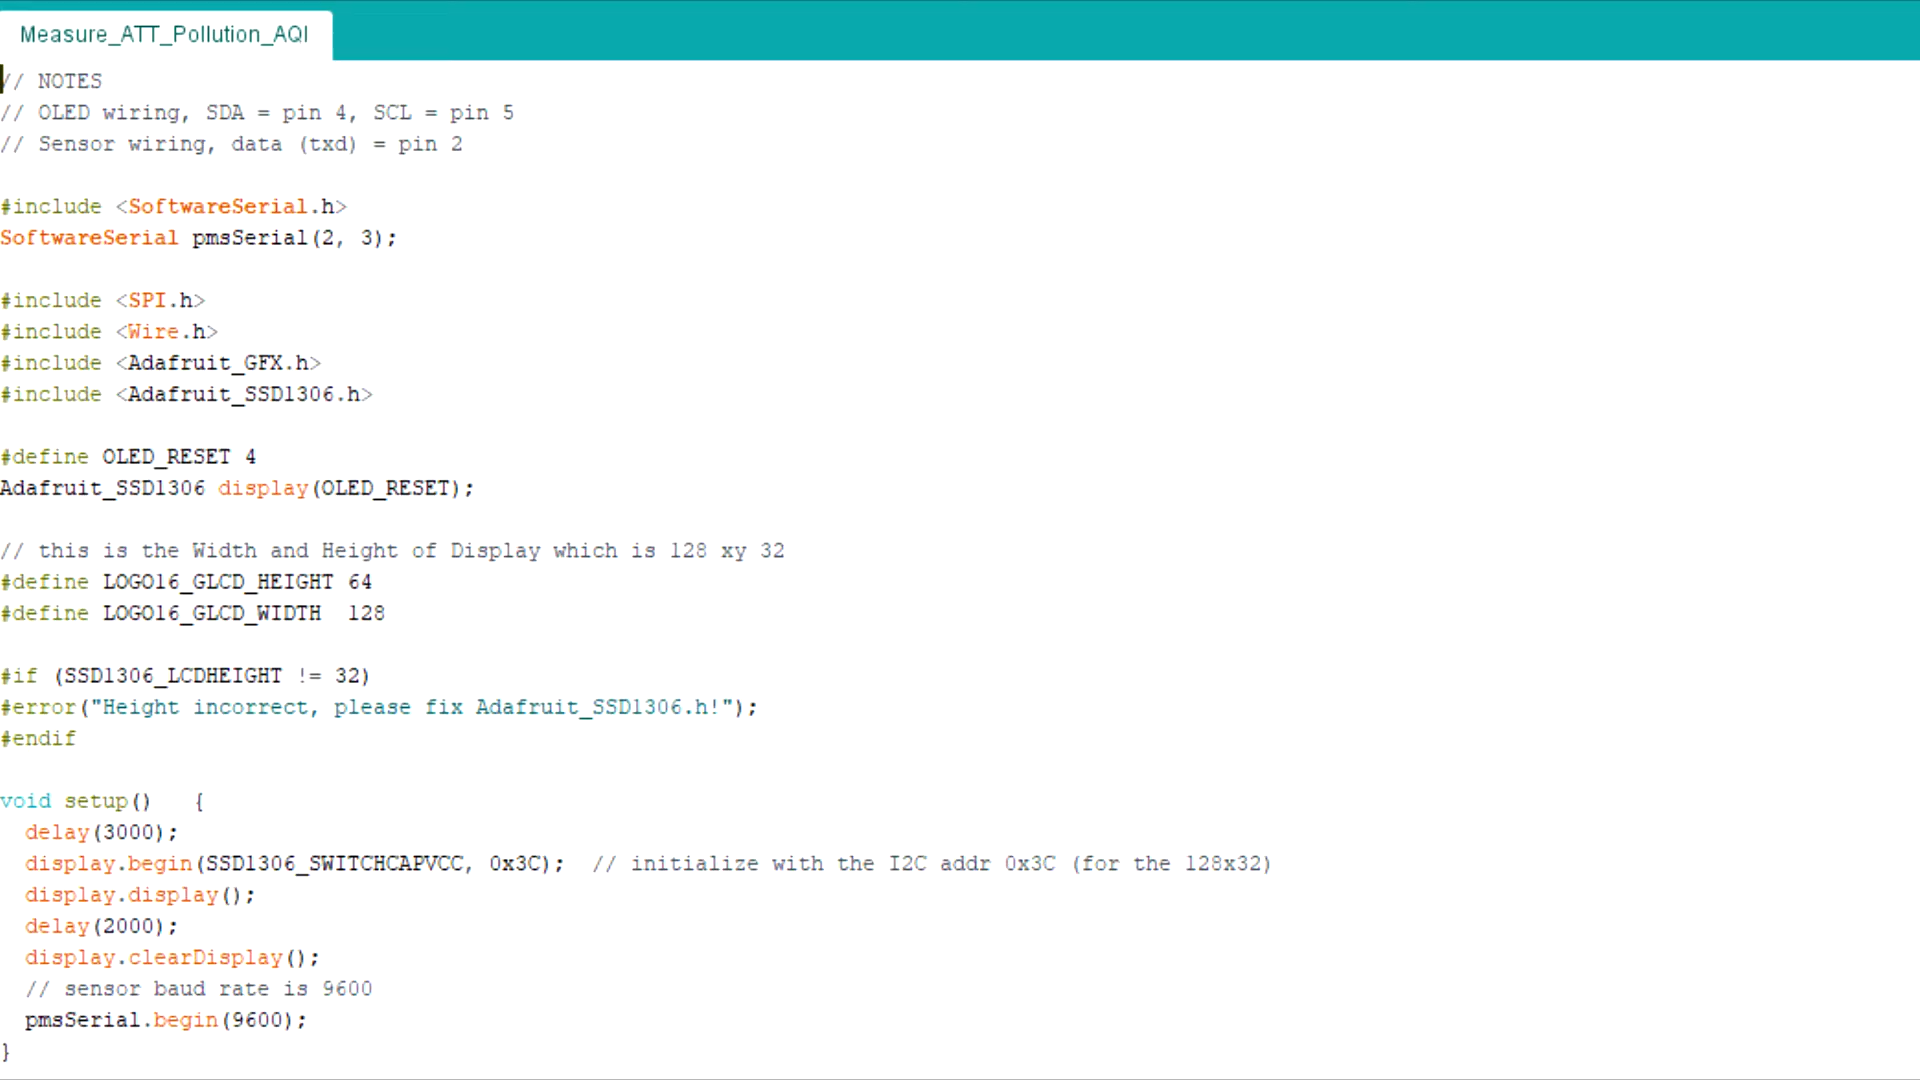 Measure_ATT_Pollution_AQI
// NOTES
// OLED wiring, SDA = pin 4, SCL = pin 5
// Sensor wiring, data (txd) = pin 2
#include <SoftwareSerial.h>
SoftwareSerial pmsSerial(2, 3);
#include <SPI.h>
#include <Wire.h>
#include <Adafruit_GFX.h>
#include <Adafruit_SSD1306.h>
#define OLED_RESET 4
Adafruit_SSD1306 display(OLED_RESET);
// this is the Width and Height of Display which is 128 xy 32
#define LOGO16_GLCD_HEIGHT 64
#define LOGO16_GLCD_WIDTH  128
#if (SSD1306_LCDHEIGHT != 32)
#error("Height incorrect, please fix Adafruit_SSD1306.h!");
#endif
void setup()   {
  delay(3000);
  display.begin(SSD1306_SWITCHCAPVCC, 0x3C);  // initialize with the I2C addr 0x3C (for the 128x32)
  display.display();
  delay(2000);
  display.clearDisplay();
  // sensor baud rate is 9600
  pmsSerial.begin(9600);
}